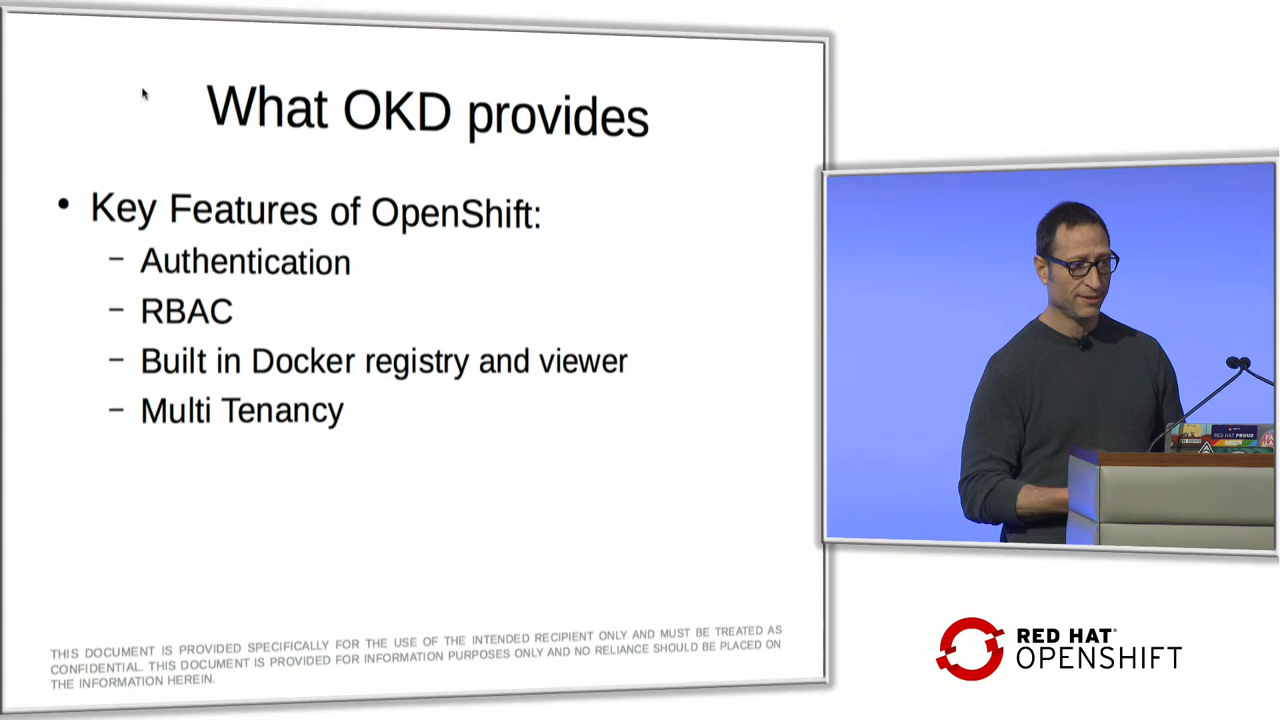 What OKD provides
• Key Features of OpenShift:
– Authentication
– RBAC
– Built in Docker registry and viewer
– Multi Tenancy
THIS DOCUMENT IS PROVIDED SPECIFICALLY FOR THE USE OF THE INTENDED RECIPIENT ONLY AND MUST BE TREATED AS
CONFIDENTIAL. THIS DOCUMENT IS PROVIDED FOR INFORMATION PURPOSES ONLY AND NO RELIANCE SHOULD BE PLACED ON
THE INFORMATION HEREIN.
RED HAT PROUD
RED HAT®
OPENSHIFT